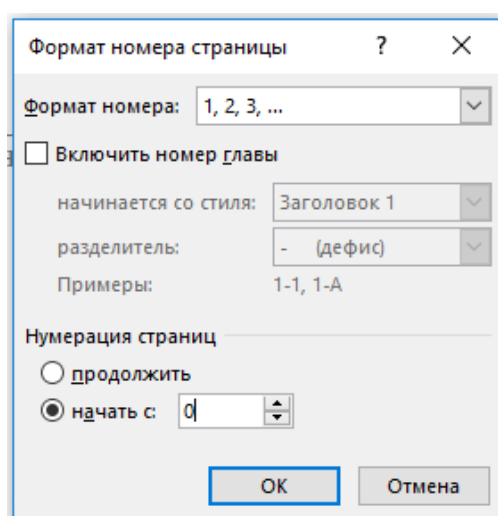 Формат номера страницы ?
Формат номера: 1, 2, 3, ...
Включить номер главы
начинается со стиля: Заголовок 1
разделитель: - (дефис)
Примеры: 1-1, 1-A
Нумерация страниц
продолжить
начать с: 0
ОК Отмена